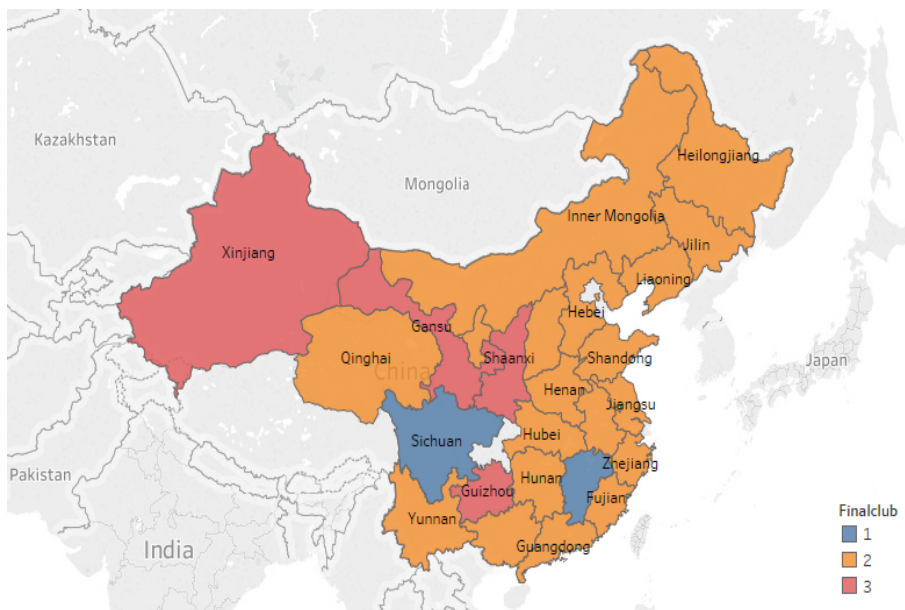 Kazakhstan
Mongolia
Heilongjiang
Inner Mongolia
Jilin
Xinjiang
Liaoning
Hebei
Gansu
Qinghai
China
Shaanxi
Shandong
Japan
Henan
Jiangsu
Hubei
Sichuan
Pakistan
Hunan
Znejiang
Guizhou
Fujian
Yunnan
Guangdong
India
Finalclub
1
2
3